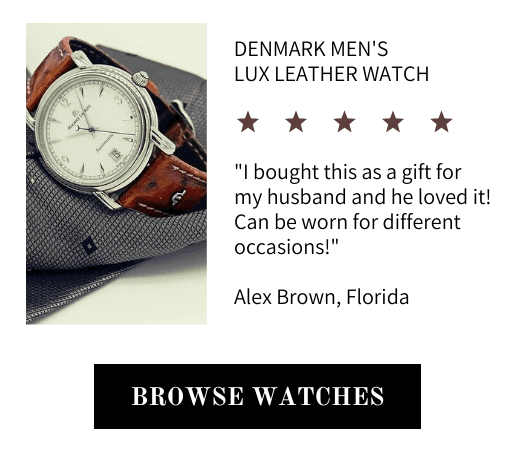 DENMARK MEN'S
LUX LEATHER WATCH
"I bought this as a gift for
my husband and he loved it!
Can be worn for different
occasions!"
Alex Brown, Florida
BROWSE WATCHES